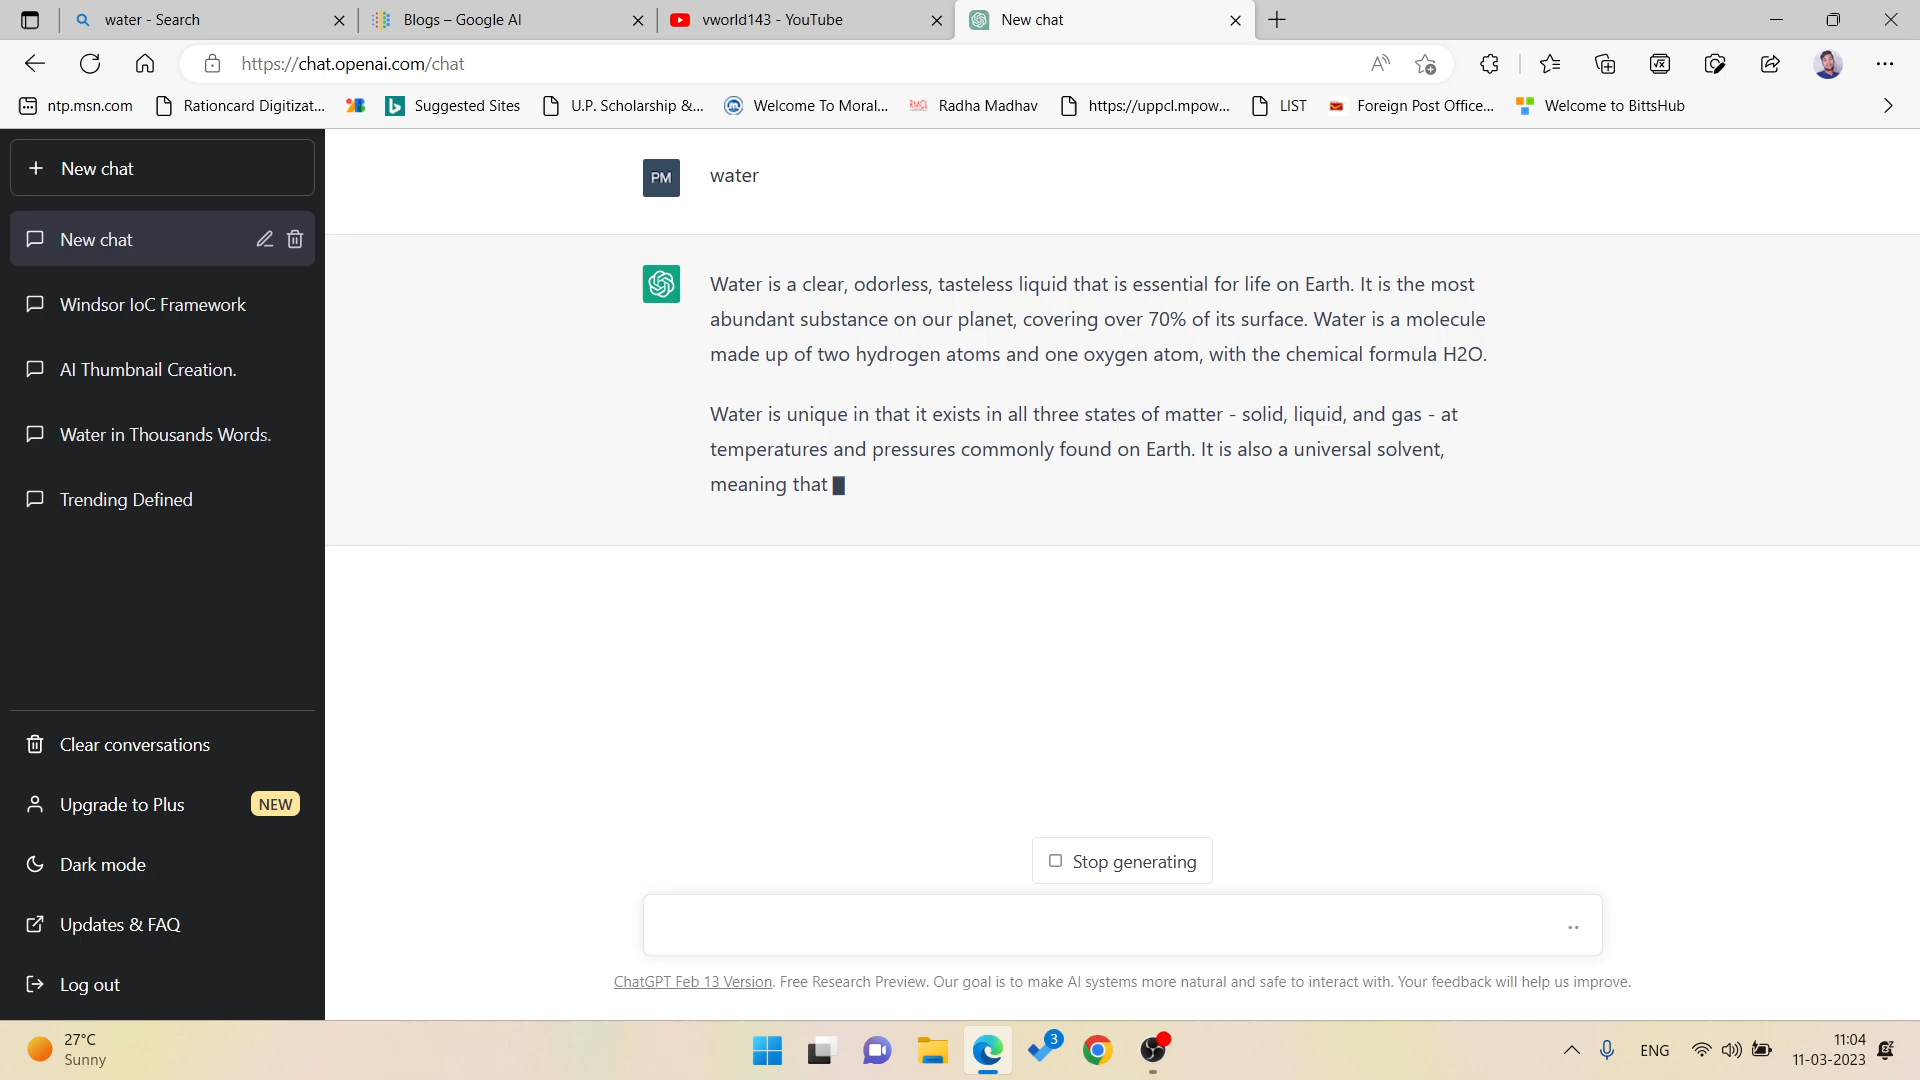 water - Search
Blogs – Google AI
vworld143 - YouTube
New chat
https://chat.openai.com/chat
ntp.msn.com
Rationcard Digitizat...
Suggested Sites
U.P. Scholarship &...
Welcome To Moral...
Radha Madhav
https://uppcl.mpow...
LIST
Foreign Post Office...
Welcome to BittsHub
New chat
New chat
Windsor IoC Framework
AI Thumbnail Creation.
Water in Thousands Words.
Trending Defined
Clear conversations
Upgrade to Plus NEW
Dark mode
Updates & FAQ
Log out
PM water
Water is a clear, odorless, tasteless liquid that is essential for life on Earth. It is the most
abundant substance on our planet, covering over 70% of its surface. Water is a molecule
made up of two hydrogen atoms and one oxygen atom, with the chemical formula H2O.
Water is unique in that it exists in all three states of matter - solid, liquid, and gas - at
temperatures and pressures commonly found on Earth. It is also a universal solvent,
meaning that
Stop generating
ChatGPT Feb 13 Version. Free Research Preview. Our goal is to make AI systems more natural and safe to interact with. Your feedback will help us improve.
27°C
Sunny
3
ENG
11:04
11-03-2023